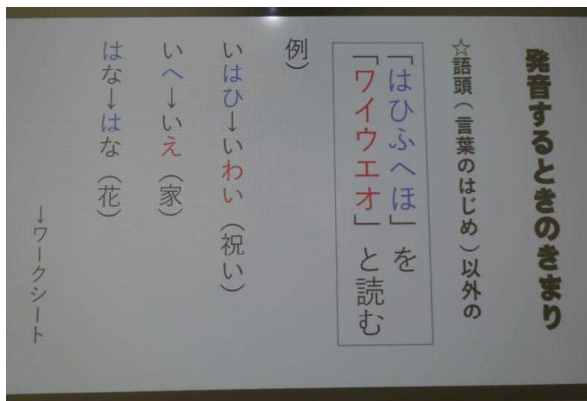 発音するときのきまり
☆語頭（言葉のはじめ）以外の
「はひふへほ」を
「ワイウエオ」と読む
例）
いはひ→いわい（祝い）
いへ→いえ（家）
はな→はな（花）
→ワークシート